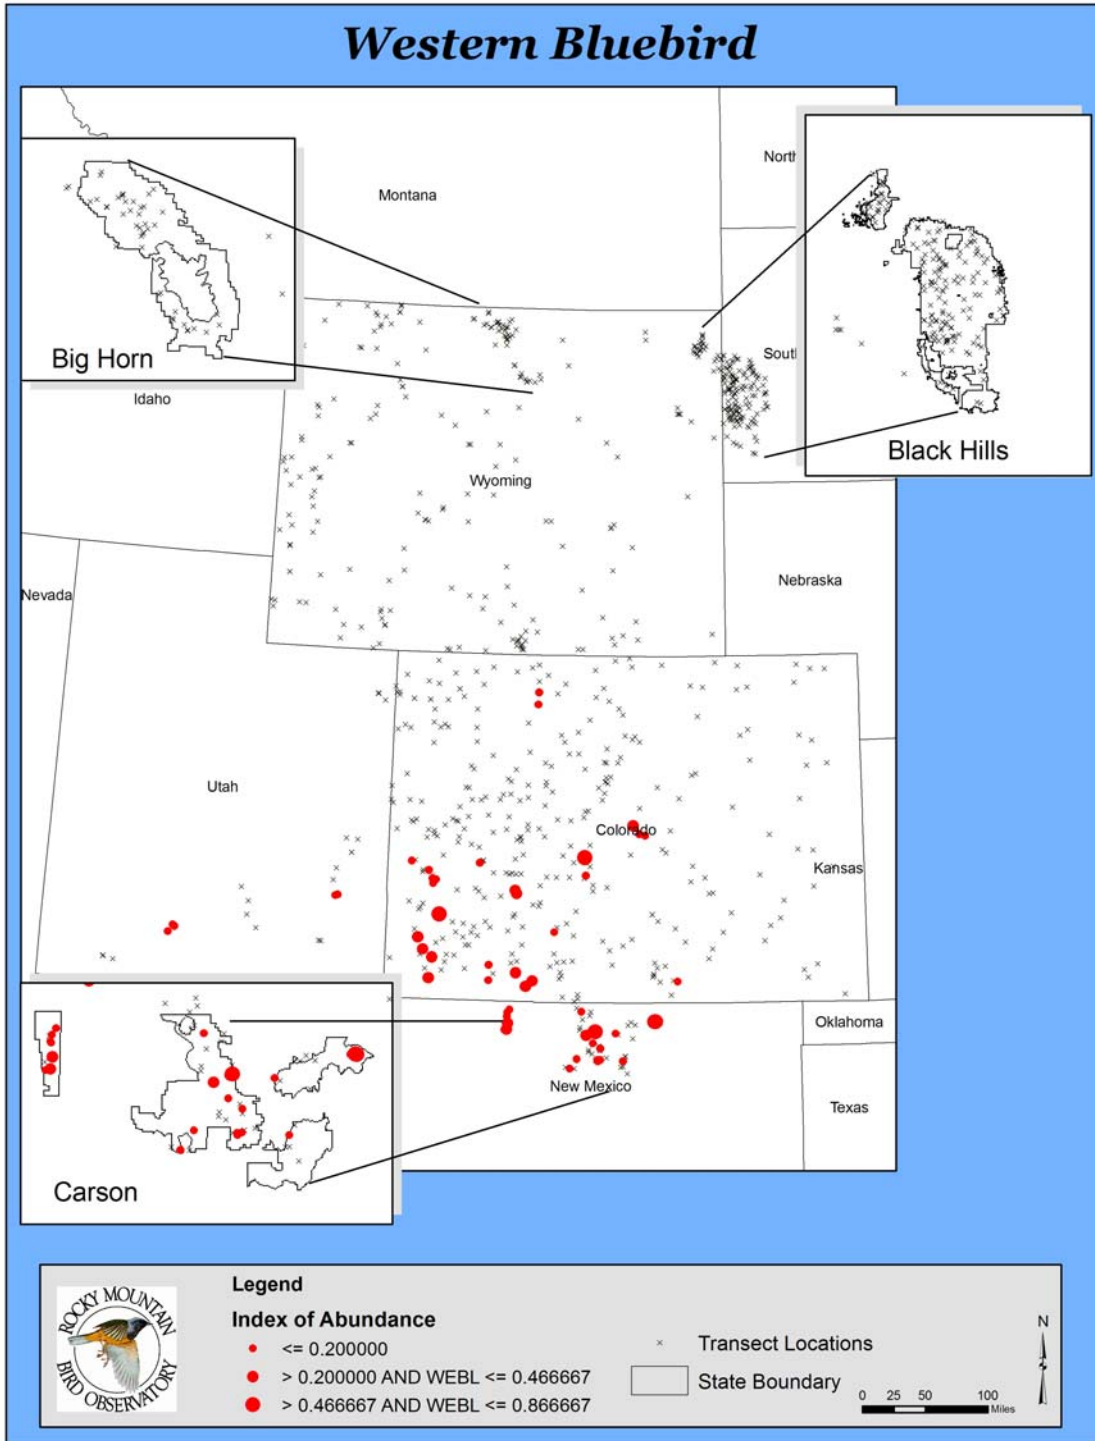 Western Bluebird
Montana
North
Big Horn
Idaho
South
Black Hills
Wyoming
Nevada
Nebraska
Utah
Colorado
Kansas
Oklahoma
New Mexico
Texas
Carson
Legend
Index of Abundance
<= 0.200000
> 0.200000 AND WEBL <= 0.466667
> 0.466667 AND WEBL <= 0.866667
Transect Locations
State Boundary
ROCKY MOUNTAIN
BIRD OBSERVATORY
N
0 25 50 100
Miles